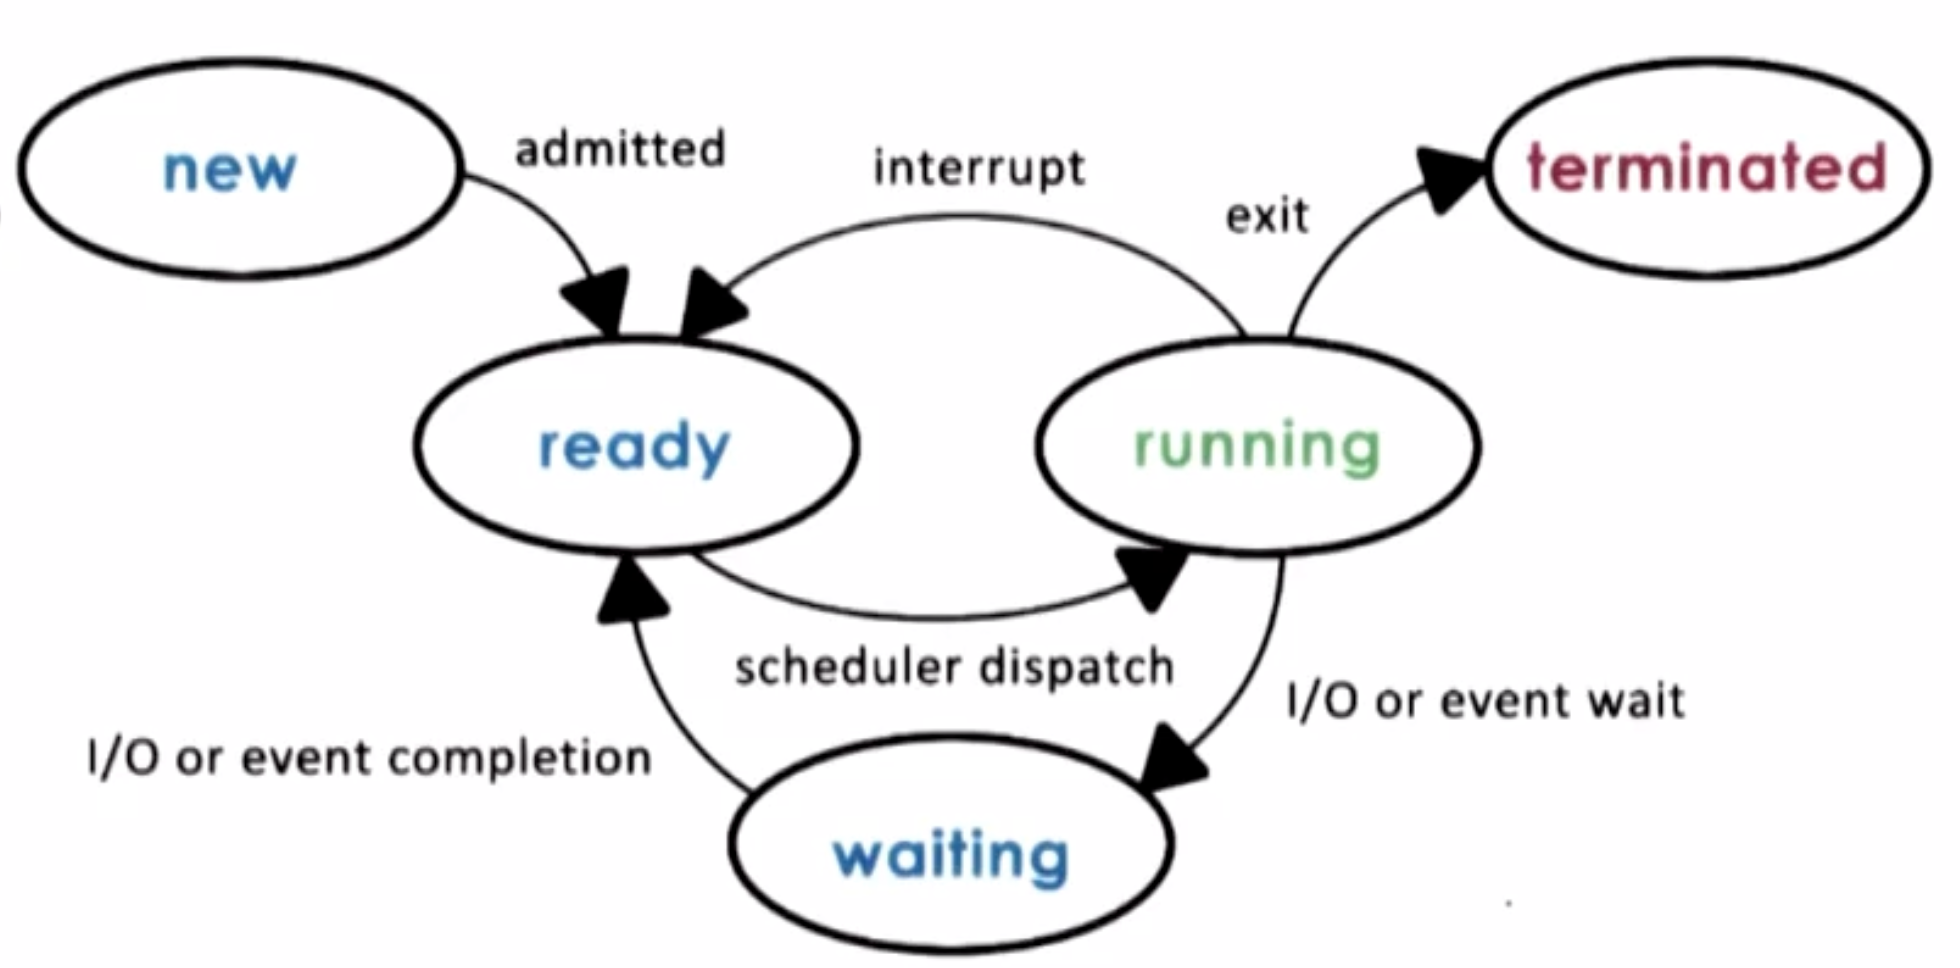 new
admitted
interrupt
exit
terminated
ready
running
scheduler dispatch
I/O or event wait
I/O or event completion
waiting